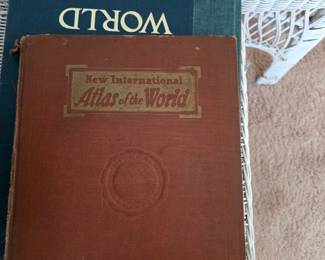 WORLD
New International
Atlas of the World